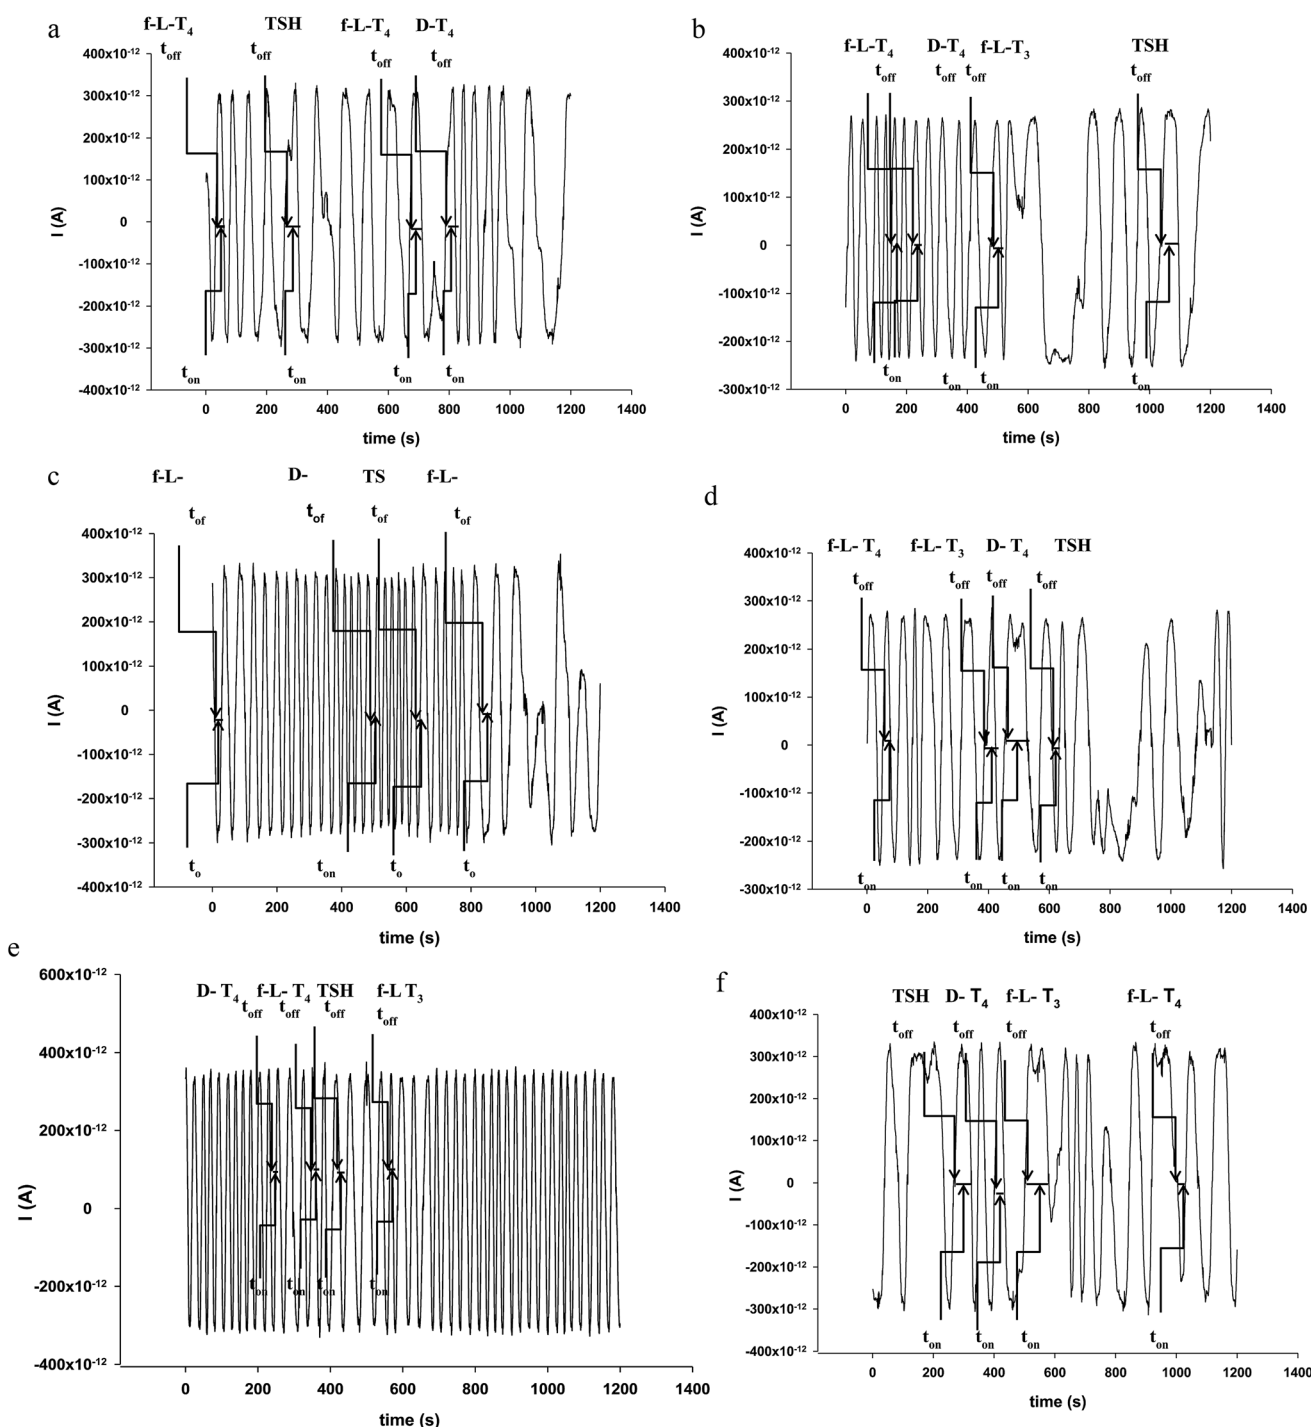 a
f-L-T4 TSH f-L-T4 D-T4
toff toff toff toff
400x10-12
300x10-12
200x10-12
100x10-12
0
-100x10-12
-200x10-12
-300x10-12
-400x10-12
I (A)
ton ton ton ton
0 200 400 600 800 1000 1200 1400
time (s)
b
f-L-T4 D-T4 f-L-T3 TSH
toff toff toff toff
400x10-12
300x10-12
200x10-12
100x10-12
0
-100x10-12
-200x10-12
-300x10-12
I (A)
ton ton ton ton
0 200 400 600 800 1000 1200 1400
time (s)
c
f-L- D- TS f-L-
tof tof tof tof
400x10-12
300x10-12
200x10-12
100x10-12
0
-100x10-12
-200x10-12
-300x10-12
-400x10-12
I (A)
to ton to to
0 200 400 600 800 1000 1200 1400
time (s)
d
f-L- T4 f-L- T3 D- T4 TSH
toff toff toff toff
400x10-12
300x10-12
200x10-12
100x10-12
0
-100x10-12
-200x10-12
-300x10-12
I (A)
ton ton ton ton
0 200 400 600 800 1000 1200 1400
time (s)
e
D- T4 f-L- T4 TSH f-L T3
toff toff toff toff
600x10-12
400x10-12
200x10-12
0
-200x10-12
-400x10-12
I (A)
ton ton ton ton
0 200 400 600 800 1000 1200 1400
time (s)
f
TSH D- T4 f-L- T3 f-L- T4
toff toff toff toff
400x10-12
300x10-12
200x10-12
100x10-12
0
-100x10-12
-200x10-12
-300x10-12
-400x10-12
I (A)
ton ton ton ton
0 200 400 600 800 1000 1200 1400
time (s)